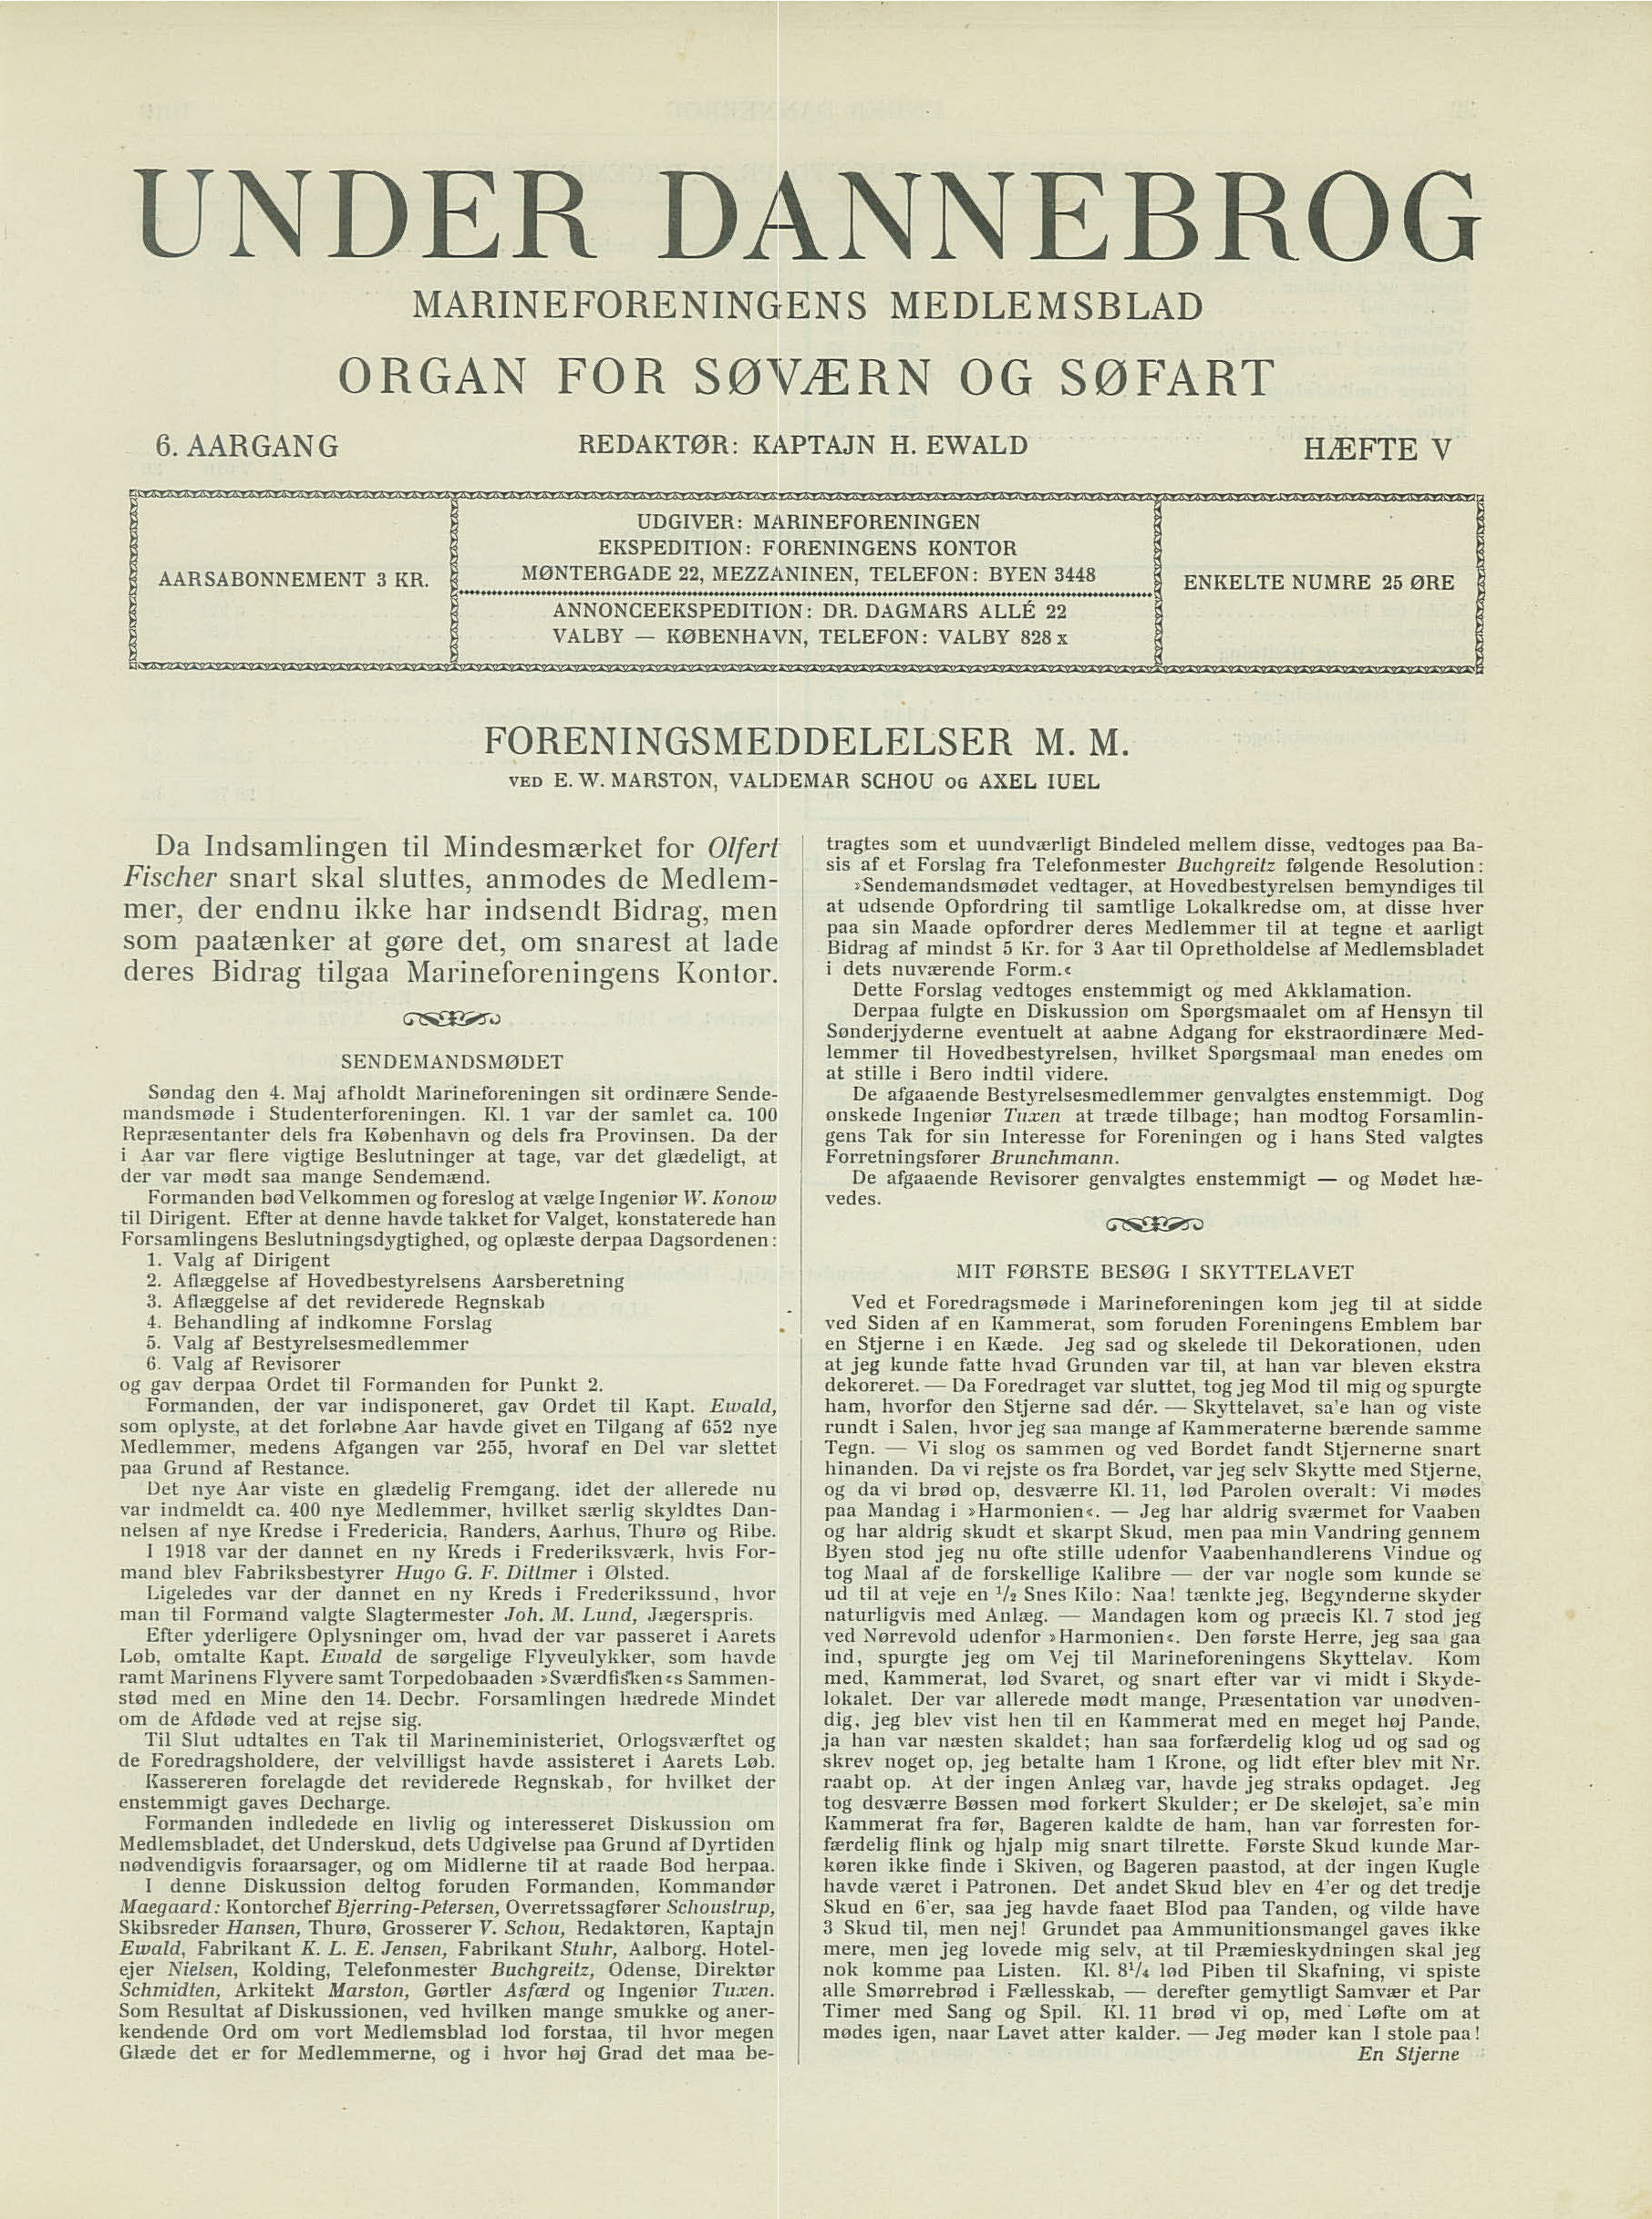 UNDER DANNEBROG
MARINEFORENINGENS MEDLEMSBLAD
ORGAN FOR SØVÆRN OG SØFART
6. AARGANG
REDAKTØR: KAPTAJN H. EWALD
HÆFTE V
AARSABONNEMENT 3 KR.
UDGIVER: MARINEFORENINGEN
EKSPEDITION: FORENINGENS KONTOR
MØNTERGADE 22, MEZZANINEN, TELEFON: BYEN 3448
ANNONCEEKSPEDITION: DR. DAGMARS ALLÉ 22
VALBY — KØBENHAVN, TELEFON: VALBY 828 x
ENKELTE NUMRE 25 ØRE
FORENINGSMEDDELELSER M. M.
VED E. W. MARSTON, VALDEMAR SCHOU OG AXEL IUEL
Da Indsamlingen til Mindesmærket for Olfert
Fischer snart skal sluttes, anmodes de Medlem-
mer, der endnu ikke har indsendt Bidrag, men
som paatænker at gøre det, om snarest at lade
deres Bidrag tilgaa Marineforeningens Kontor.
SENDEMANDSMØDET
Søndag den 4. Maj afholdt Marineforeningen sit ordinære Sende-
mandsmøde i Studenterforeningen. Kl. 1 var der samlet ca. 100
Repræsentanter dels fra København og dels fra Provinsen. Da der
i Aar var flere vigtige Beslutninger at tage, var det glædeligt, at
der var mødt saa mange Sendemænd.
Formanden bød Velkommen og foreslog at vælge Ingeniør W. Konow
til Dirigent. Efter at denne havde takket for Valget, konstaterede han
Forsamlingens Beslutningsdygtighed, og oplæste derpaa Dagsordenen:
1. Valg af Dirigent
2. Aflæggelse af Hovedbestyrelsens Aarsberetning
3. Aflæggelse af det reviderede Regnskab
4. Behandling af indkomne Forslag
5. Valg af Bestyrelsesmedlemmer
6. Valg af Revisorer
og gav derpaa Ordet til Formanden for Punkt 2.
Formanden, der var indisponeret, gav Ordet til Kapt. Ewald,
som oplyste, at det forløbne Aar havde givet en Tilgang af 652 nye
Medlemmer, medens Afgangen var 255, hvoraf en Del var slettet
paa Grund af Restance.
Det nye Aar viste en glædelig Fremgang. idet der allerede nu
var indmeldt ca. 400 nye Medlemmer, hvilket særlig skyldtes Dan-
nelsen af nye Kredse i Fredericia, Randers, Aarhus, Thurø og Ribe.
I 1918 var der dannet en ny Kreds i Frederiksværk, hvis For-
mand blev Fabriksbestyrer Hugo G. F. Dittmer i Ølsted.
Ligeledes var der dannet en ny Kreds i Frederikssund, hvor
man til Formand valgte Slagtermester Joh. M. Lund, Jægerspris.
Efter yderligere Oplysninger om, hvad der var passeret i Aarets
Løb, omtalte Kapt. Ewald de sørgelige Flyveulykker, som havde
ramt Marinens Flyvere samt Torpedobaaden »Sværdfisken«s Sammen-
stød med en Mine den 14. Decbr. Forsamlingen hædrede Mindet
om de Afdøde ved at rejse sig.
Til Slut udtaltes en Tak til Marineministeriet, Orlogsværftet og
de Foredragsholdere, der velvilligst havde assisteret i Aarets Løb.
Kassereren forelagde det reviderede Regnskab, for hvilket der
enstemmigt gaves Decharge.
Formanden indledede en livlig og interesseret Diskussion om
Medlemsbladet, det Underskud, dets Udgivelse paa Grund af Dyrtiden
nødvendigvis foraarsager, og om Midlerne til at raade Bod herpaa.
I denne Diskussion deltog foruden Formanden, Kommandør
Maegaard: Kontorchef Bjerring-Petersen, Overretssagfører Schoustrup,
Skibsreder Hansen, Thurø, Grosserer V. Schou, Redaktøren, Kaptajn
Ewald, Fabrikant K. L. E. Jensen, Fabrikant Stuhr, Aalborg, Hotel-
ejer Nielsen, Kolding, Telefonmester Buchgreitz, Odense, Direktør
Schmidten, Arkitekt Marston, Gørtler Asfærd og Ingeniør Tuxen.
Som Resultat af Diskussionen, ved hvilken mange smukke og aner-
kendende Ord om vort Medlemsblad lod forstaa, til hvor megen
Glæde det er for Medlemmerne, og i hvor høj Grad det maa be-
tragtes som et uundværligt Bindeled mellem disse, vedtoges paa Ba-
sis af et Forslag fra Telefonmester Buchgreitz følgende Resolution:
»Sendemandsmødet vedtager, at Hovedbestyrelsen bemyndiges til
at udsende Opfordring til samtlige Lokalkredse om, at disse hver
paa sin Maade opfordrer deres Medlemmer til at tegne et aarligt
Bidrag af mindst 5 Kr. for 3 Aar til Opretholdelse af Medlemsbladet
i dets nuværende Form.«
Dette Forslag vedtoges enstemmigt og med Akklamation.
Derpaa fulgte en Diskussion om Spørgsmaalet om af Hensyn til
Sønderjyderne eventuelt at aabne Adgang for ekstraordinære Med-
lemmer til Hovedbestyrelsen, hvilket Spørgsmaal man enedes om
at stille i Bero indtil videre.
De afgaaende Bestyrelsesmedlemmer genvalgtes enstemmigt. Dog
ønskede Ingeniør Tuxen at træde tilbage; han modtog Forsamlin-
gens Tak for sin Interesse for Foreningen og i hans Sted valgtes
Forretningsfører Brunchmann.
De afgaaende Revisorer genvalgtes enstemmigt — og Mødet hæ-
vedes.
MIT FØRSTE BESØG I SKYTTELAVET
Ved et Foredragsmøde i Marineforeningen kom jeg til at sidde
ved Siden af en Kammerat, som foruden Foreningens Emblem bar
en Stjerne i en Kæde. Jeg sad og skelede til Dekorationen, uden
at jeg kunde fatte hvad Grunden var til, at han var bleven ekstra
dekoreret. — Da Foredraget var sluttet, tog jeg Mod til mig og spurgte
ham, hvorfor den Stjerne sad dér. — Skyttelavet, sa'e han og viste
rundt i Salen, hvor jeg saa mange af Kammeraterne bærende samme
Tegn. — Vi slog os sammen og ved Bordet fandt Stjernerne snart
hinanden. Da vi rejste os fra Bordet, var jeg selv Skytte med Stjerne,
og da vi brød op, desværre Kl. 11, lød Parolen overalt: Vi mødes
paa Mandag i »Harmonien«. — Jeg har aldrig sværmet for Vaaben
og har aldrig skudt et skarpt Skud, men paa min Vandring gennem
Byen stod jeg nu ofte stille udenfor Vaabenhandlerens Vindue og
tog Maal af de forskellige Kalibre — der var nogle som kunde se
ud til at veje en 1/2 Snes Kilo: Naa! tænkte jeg, Begynderne skyder
naturligvis med Anlæg. — Mandagen kom og præcis Kl. 7 stod jeg
ved Nørrevold udenfor »Harmonien«. Den første Herre, jeg saa gaa
ind, spurgte jeg om Vej til Marineforeningens Skyttelav. Kom
med, Kammerat, lød Svaret, og snart efter var vi midt i Skyde-
lokalet. Der var allerede mødt mange, Præsentation var unødven-
dig, jeg blev vist hen til en Kammerat med en meget høj Pande,
ja han var næsten skaldet; han saa forfærdelig klog ud og sad og
skrev noget op, jeg betalte ham 1 Krone, og lidt efter blev mit Nr.
raabt op. At der ingen Anlæg var, havde jeg straks opdaget. Jeg
tog desværre Bøssen mod forkert Skulder; er De skeløjet, sa'e min
Kammerat fra før, Bageren kaldte de ham, han var forresten for-
færdelig flink og hjalp mig snart tilrette. Første Skud kunde Mar-
køren ikke finde i Skiven, og Bageren paastod, at der ingen Kugle
havde været i Patronen. Det andet Skud blev en 4'er og det tredje
Skud en 6'er, saa jeg havde faaet Blod paa Tanden, og vilde have
3 Skud til, men nej! Grundet paa Ammunitionsmangel gaves ikke
mere, men jeg lovede mig selv, at til Præmieskydningen skal jeg
nok komme paa Listen. Kl. 81/4 lød Piben til Skafning, vi spiste
alle Smørrebrød i Fællesskab, — derefter gemytligt Samvær et Par
Timer med Sang og Spil. Kl. 11 brød vi op, med Løfte om at
mødes igen, naar Lavet atter kalder. — Jeg møder kan I stole paa!
En Stjerne